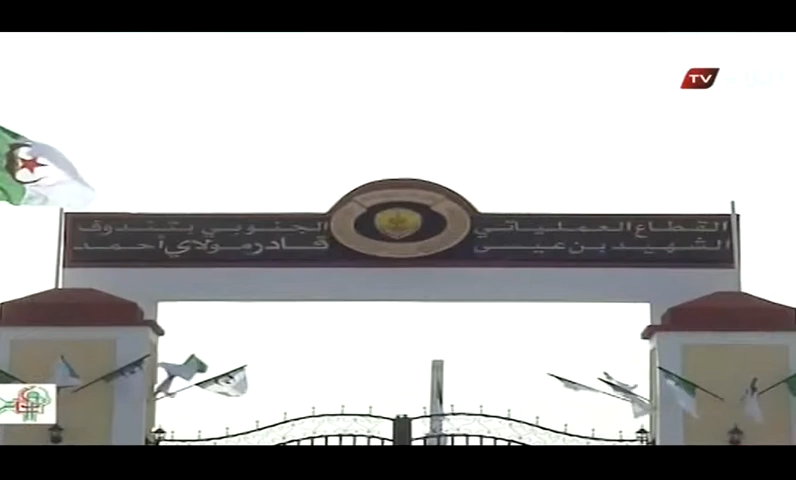 TV
القطاع العملياتي الجنوبي بتندوف
الشهيد بن عيسى قادر مولاي أحمد